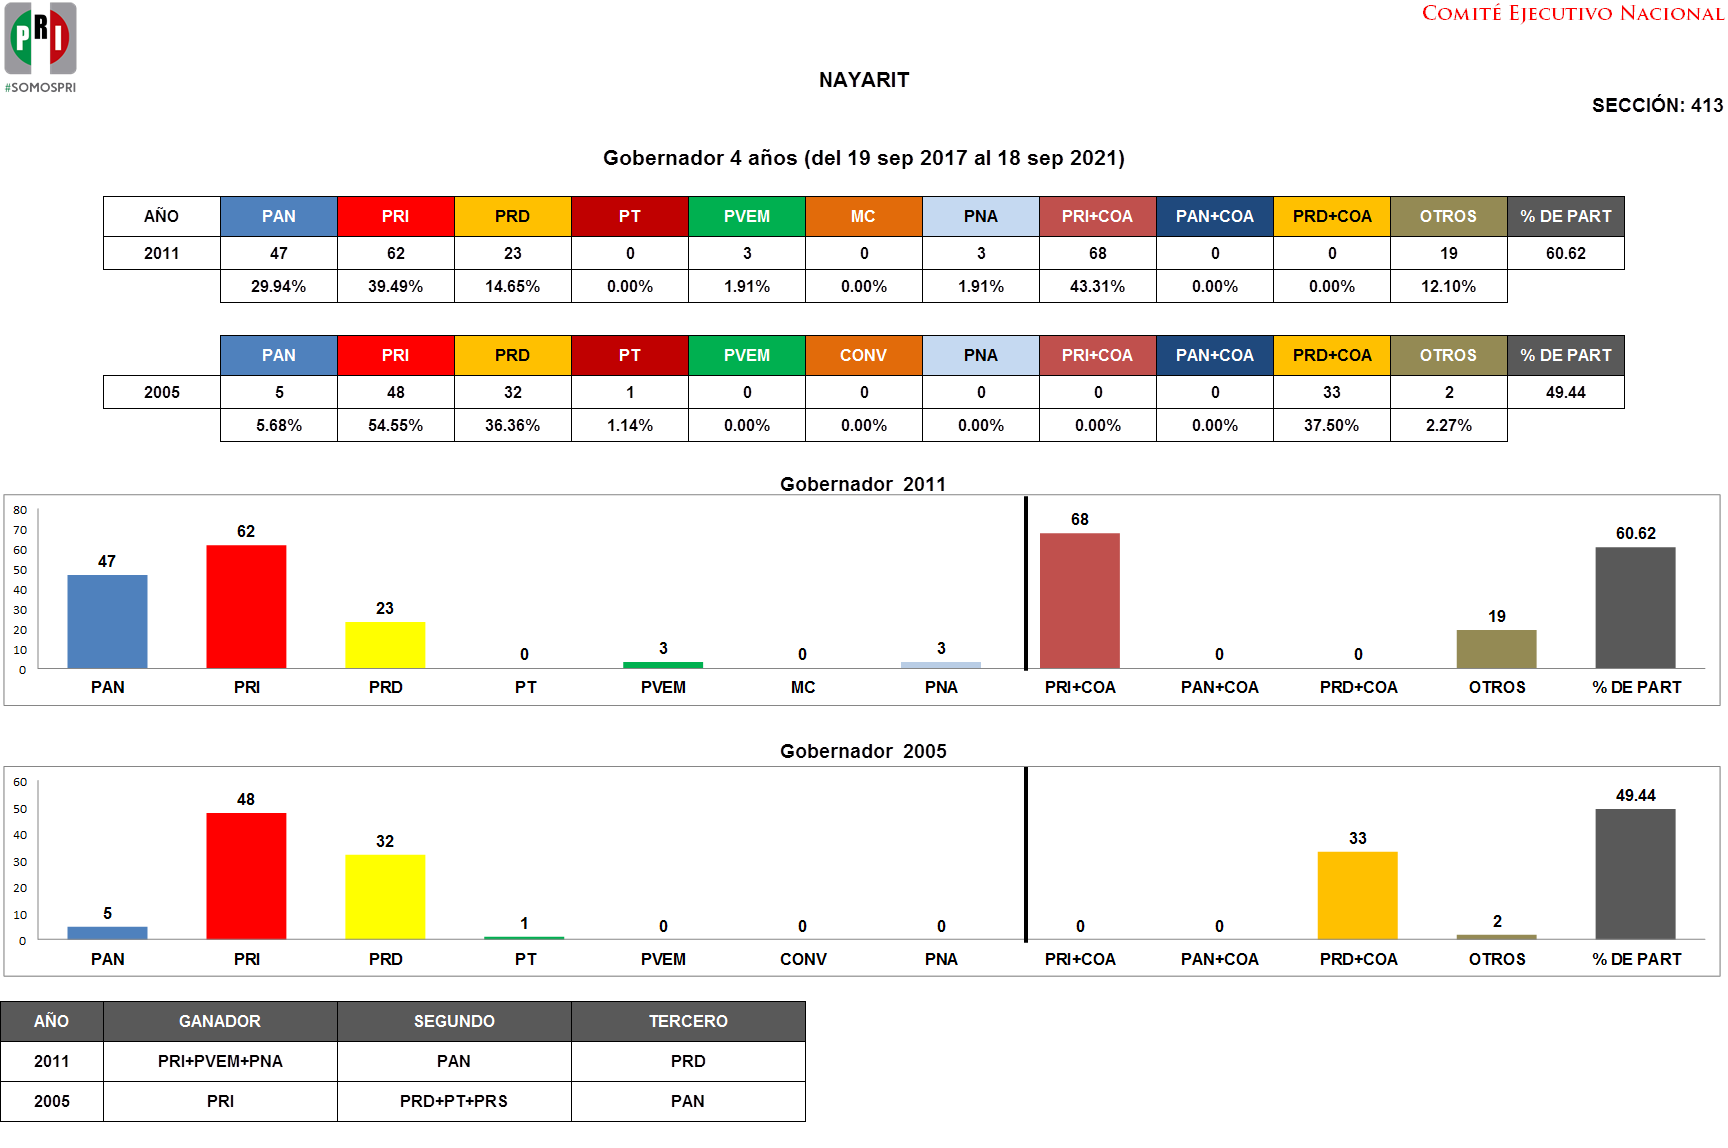 PRI
#SOMOSPRI
COMITÉ EJECUTIVO NACIONAL
NAYARIT
SECCIÓN: 413
Gobernador 4 años (del 19 sep 2017 al 18 sep 2021)
AÑO PAN PRI PRD PT PVEM MC PNA PRI+COA PAN+COA PRD+COA OTROS % DE PART
2011 47 62 23 0 3 0 3 68 0 0 19 60.62
29.94% 39.49% 14.65% 0.00% 1.91% 0.00% 1.91% 43.31% 0.00% 0.00% 12.10%
PAN PRI PRD PT PVEM CONV PNA PRI+COA PAN+COA PRD+COA OTROS % DE PART
2005 5 48 32 1 0 0 0 0 0 33 2 49.44
5.68% 54.55% 36.36% 1.14% 0.00% 0.00% 0.00% 0.00% 0.00% 37.50% 2.27%
Gobernador 2011
80
70
60
50
40
30
20
10
0
47 62 23 0 3 0 3 68 0 0 19 60.62
PAN PRI PRD PT PVEM MC PNA PRI+COA PAN+COA PRD+COA OTROS % DE PART
Gobernador 2005
60
50
40
30
20
10
0
5 48 32 1 0 0 0 0 0 33 2 49.44
PAN PRI PRD PT PVEM CONV PNA PRI+COA PAN+COA PRD+COA OTROS % DE PART
AÑO GANADOR SEGUNDO TERCERO
2011 PRI+PVEM+PNA PAN PRD
2005 PRI PRD+PT+PRS PAN